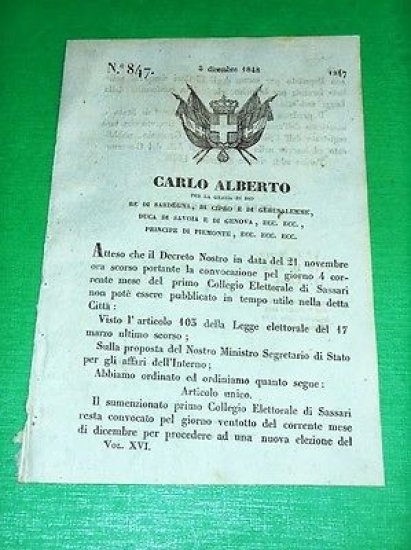 N.° 847.
5 dicembre 1848
1247
CARLO ALBERTO
PER LA GRAZIA DI DIO
RE DI SARDEGNA, DI CIPRO E DI GERUSALEMME,
DUCA DI SAVOIA E DI GENOVA, ECC. ECC.,
PRINCIPE DI PIEMONTE, ECC. ECC. ECC.
Atteso che il Decreto Nostro in data del 21 novembre
ora scorso portante la convocazione pel giorno 4 cor-
rente mese del primo Collegio Elettorale di Sassari
non potè essere pubblicato in tempo utile nella detta
Città:
Visto l'articolo 103 della Legge elettorale del 17
marzo ultimo scorso;
Sulla proposta del Nostro Ministro Segretario di Stato
per gli affari dell'Interno;
Abbiamo ordinato ed ordiniamo quanto segue:
Articolo unico.
Il sumenzionato primo Collegio Elettorale di Sassari
resta convocato pel giorno ventotto del corrente mese
di dicembre per procedere ad una nuova elezione del
VOL. XVI.